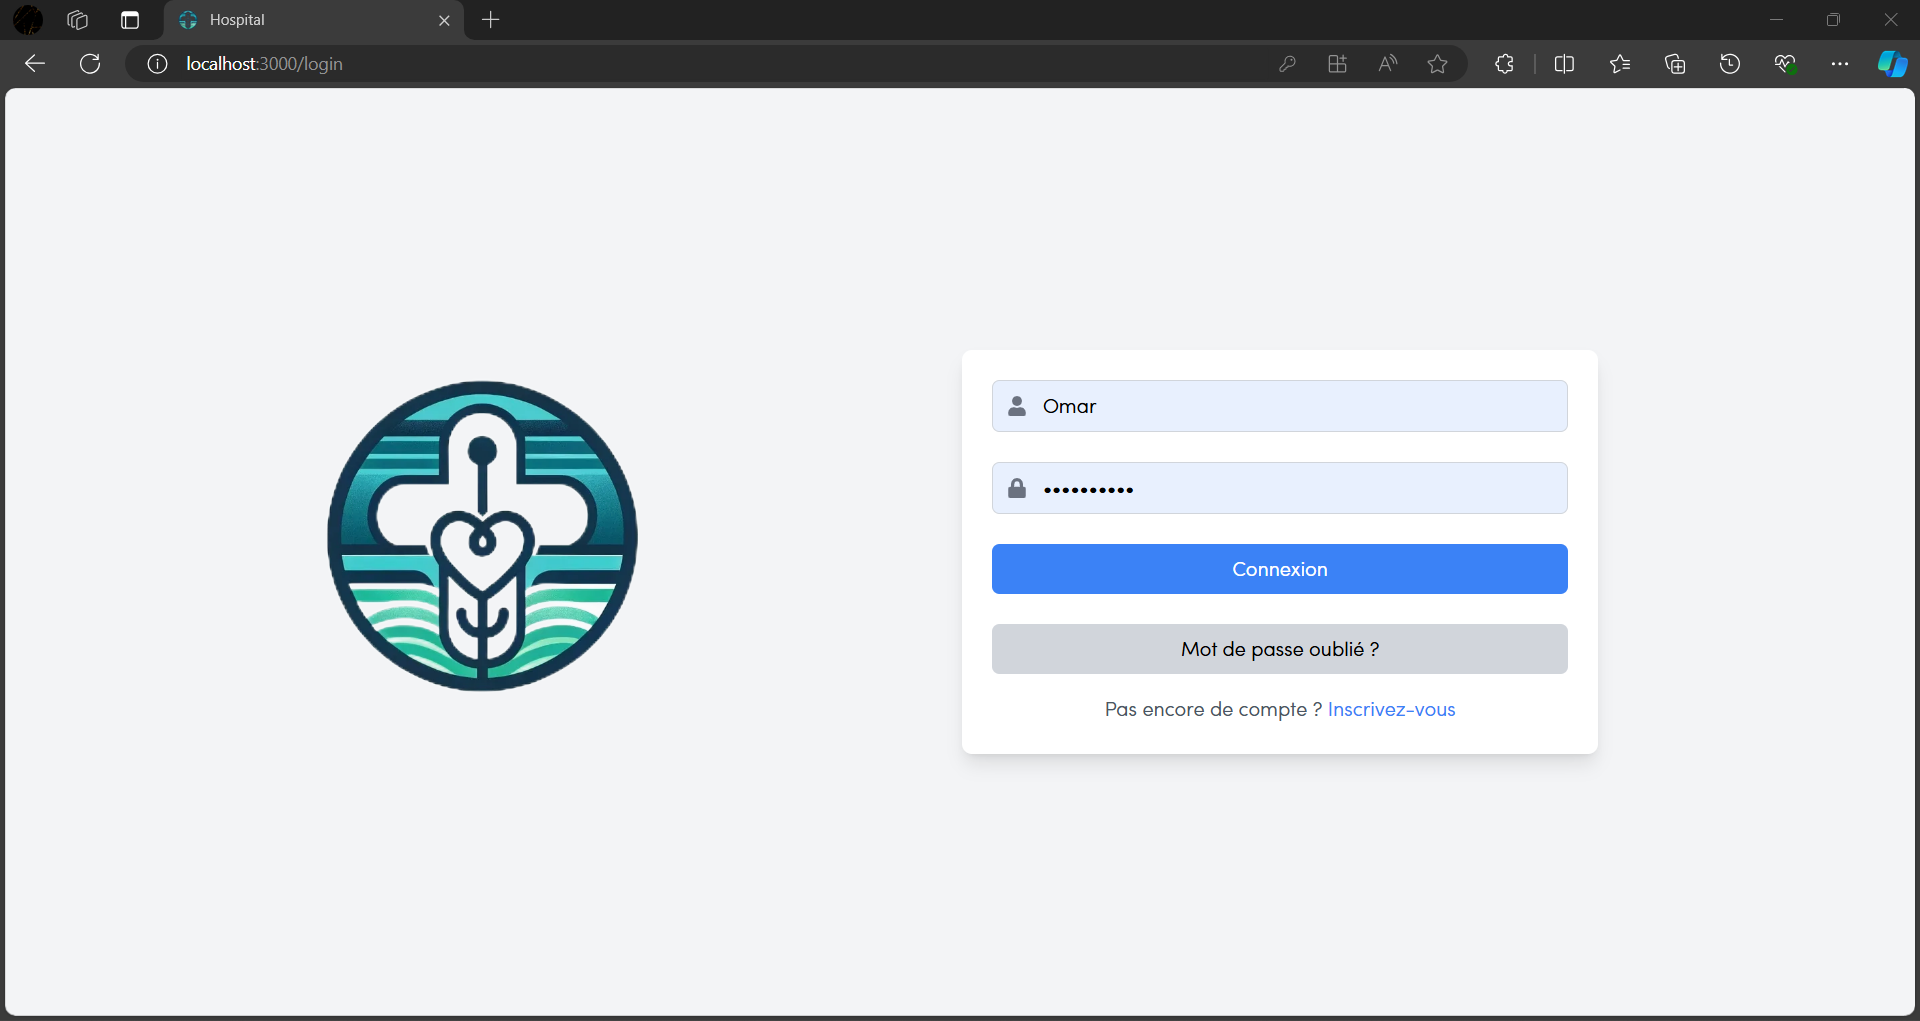 Hospital
localhost:3000/login
Omar
Connexion
Mot de passe oublié ?
Pas encore de compte ? Inscrivez-vous